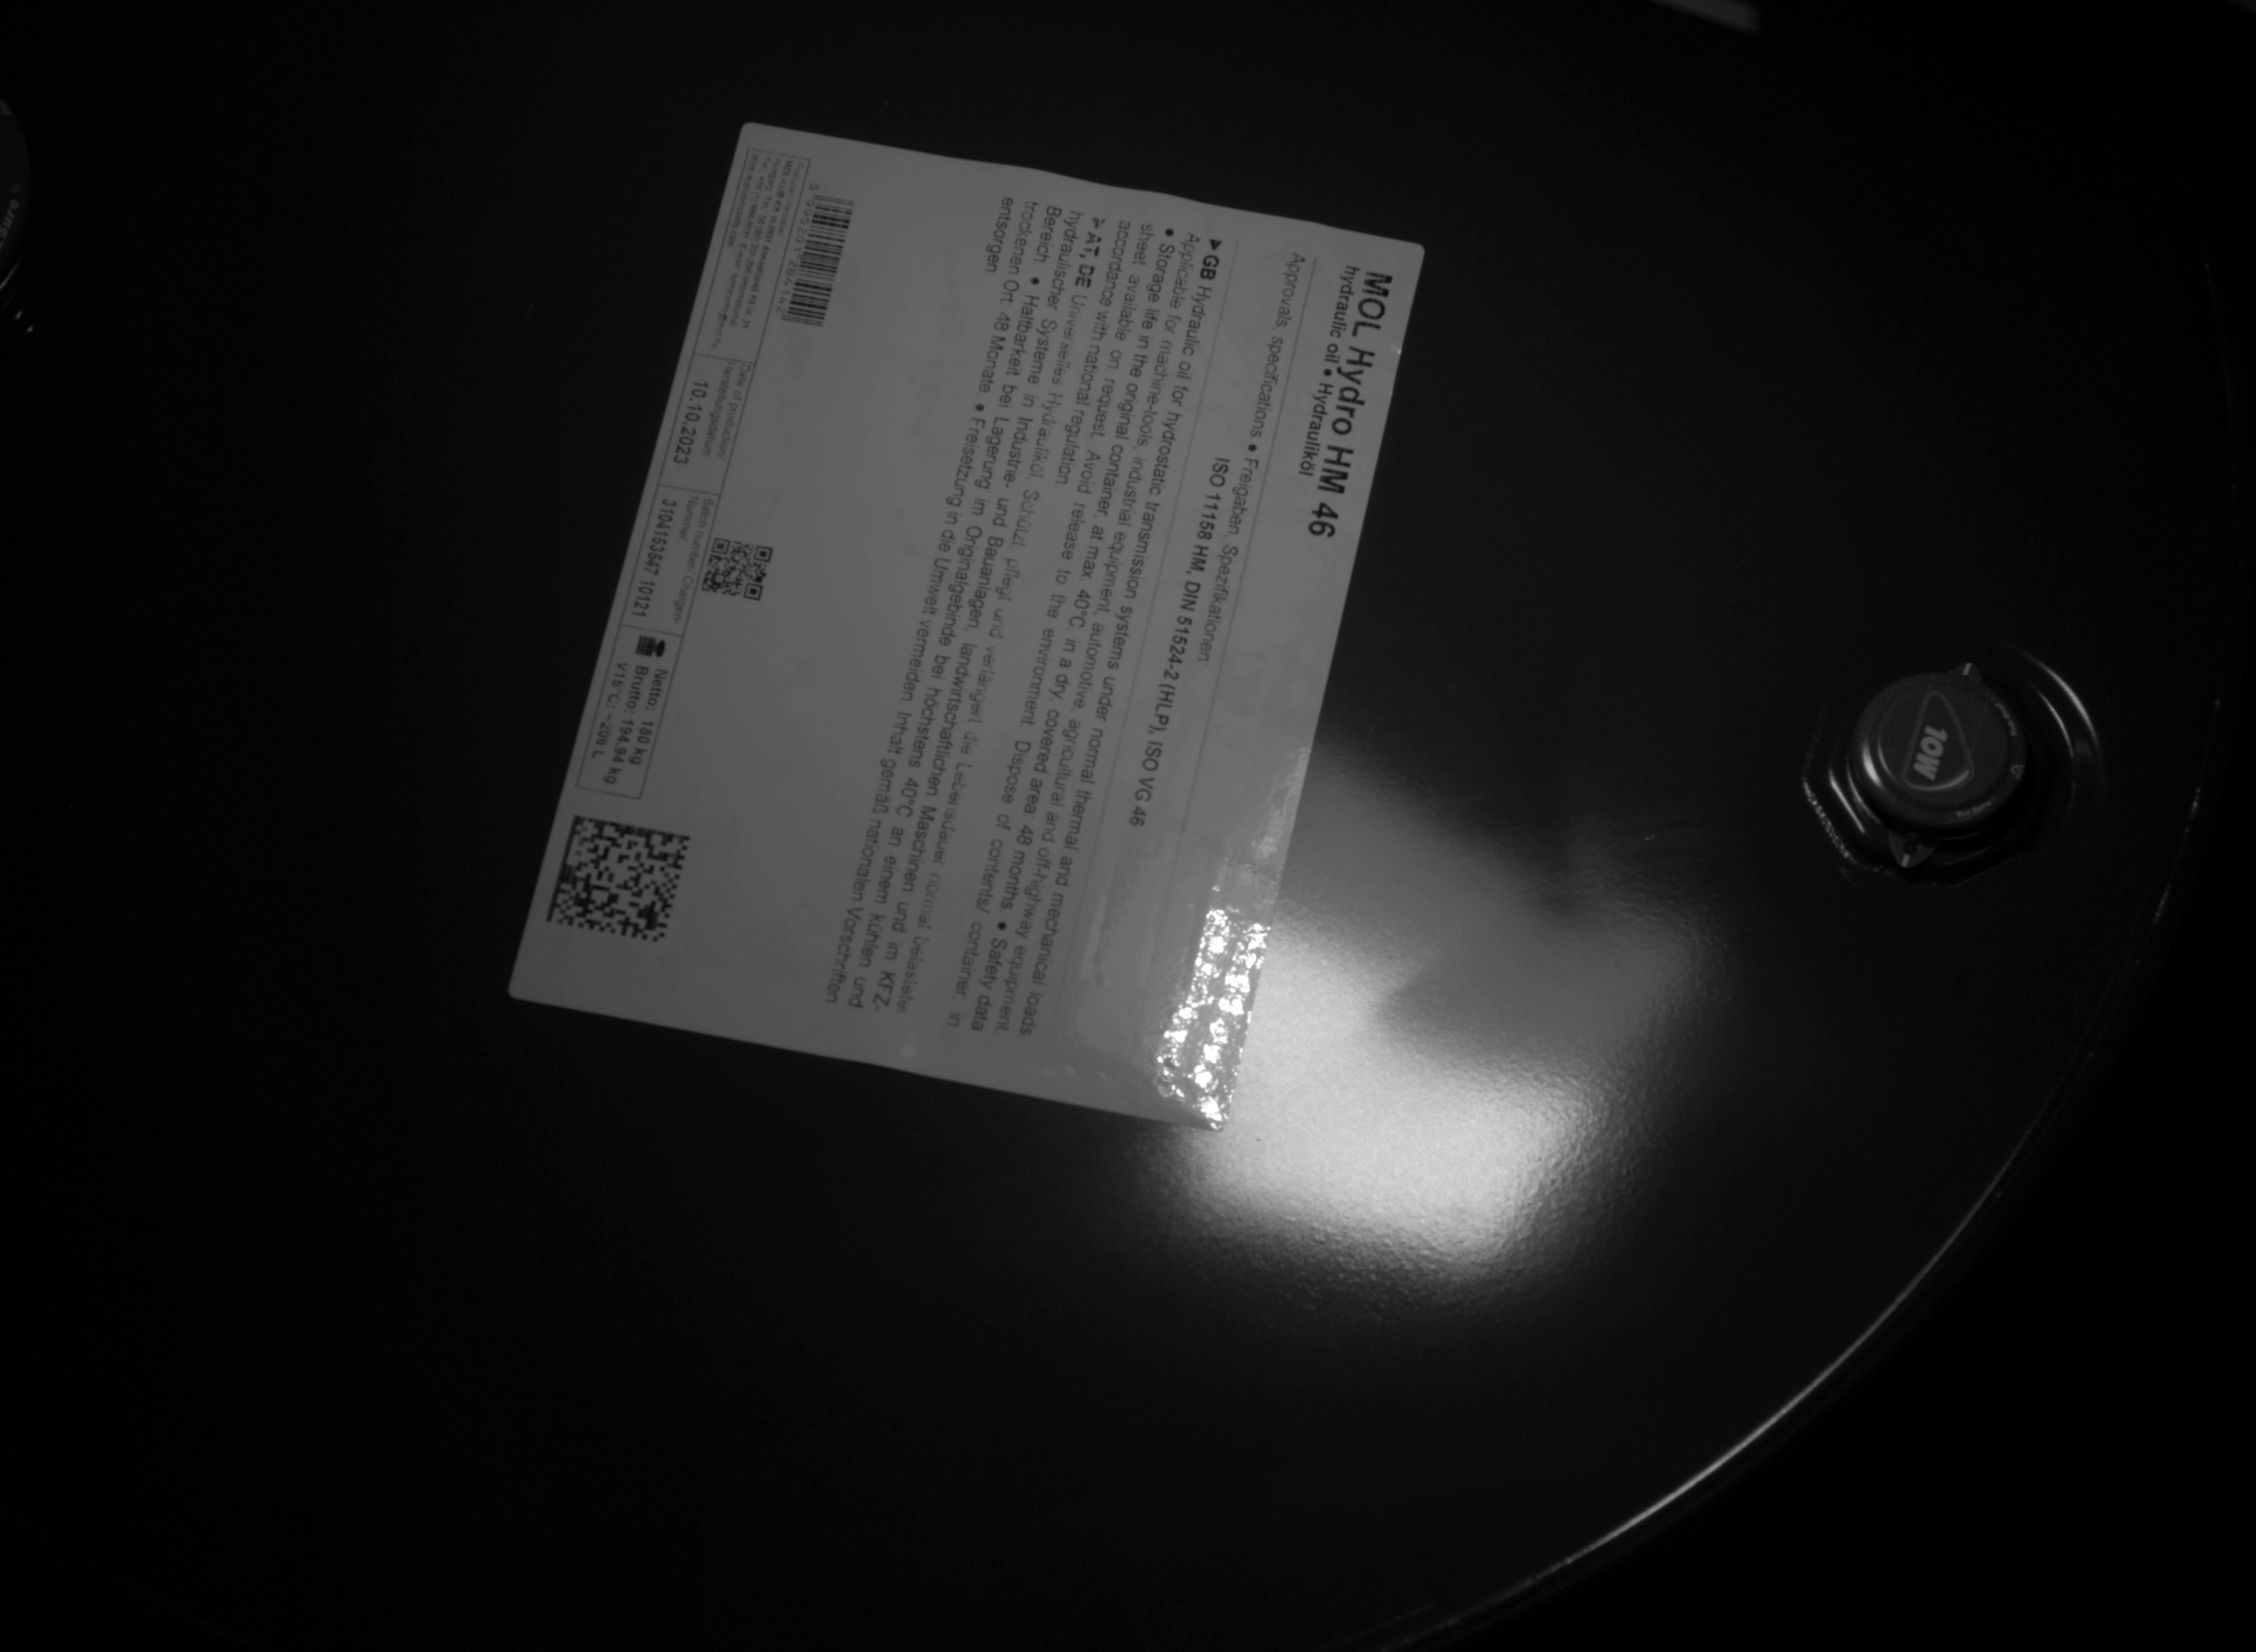 MOL Hydro HM 46
hydraulic oil • Hydrauliköl
Approvals, specifications • Freigaben, Spezifikationen:
ISO 11158 HM, DIN 51524-2 (HLP), ISO VG 46
►GB Hydraulic oil for hydrostatic transmission systems under normal thermal and mechanical loads.
Applicable for machine-tools, industrial equipment, automotive, agricultural and off-highway equipment.
• Storage life in the original container, at max. 40°C, in a dry, covered area: 48 months. • Safety data
sheet available on request. Avoid release to the environment. Dispose of contents/ container in
accordance with national regulation.
►AT, DE Universelles Hydrauliköl. Schützt, pflegt und verlängert die Lebensdauer normal belasteter
hydraulischer Systeme in Industrie- und Bauanlagen, landwirtschaftlichen Maschinen und im KFZ-
Bereich. • Haltbarkeit bei Lagerung im Originalgebinde bei höchstens 40°C an einem kühlen und
trockenen Ort: 48 Monate. • Freisetzung in die Umwelt vermeiden. Inhalt gemäß nationalen Vorschriften
entsorgen.
5 995201 284142
Date of production/
Herstellungsdatum:
10.10.2023
Batch number/ Chargen-
Nummer:
3104153547 10121
Netto: 180 kg
Brutto: 194,94 kg
V15°C: ~206 L
MOL